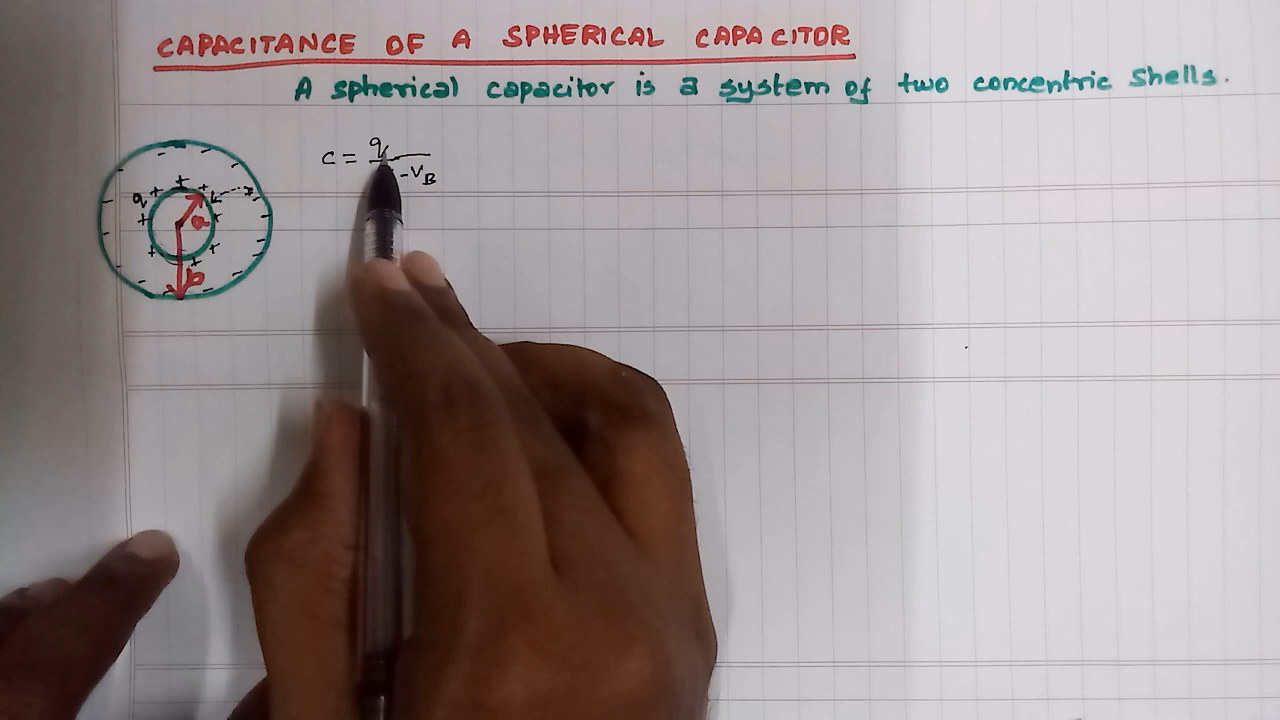 CAPACITANCE OF A SPHERICAL CAPACITOR
A spherical capacitor is a system of two concentric shells.
c = q
- V_B
q
a
b